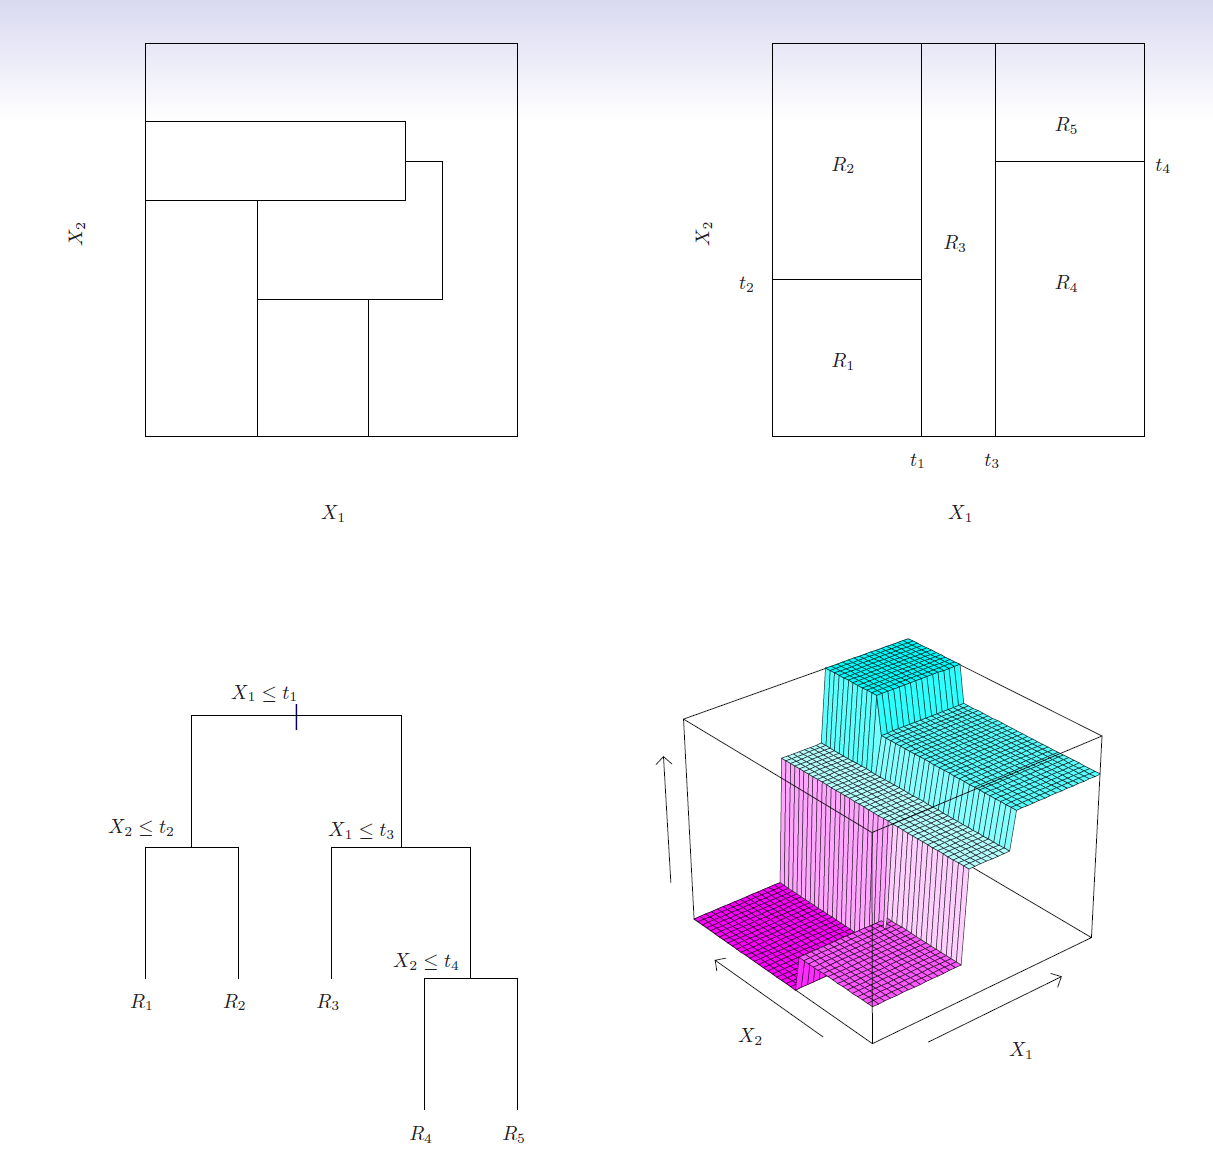 X₂
X₁
R₅
R₂
t₄
X₂
R₃
t₂
R₄
R₁
t₁ t₃
X₁
X₁ ≤ t₁
X₂ ≤ t₂
X₁ ≤ t₃
X₂ ≤ t₄
R₁ R₂ R₃
R₄ R₅
X₂
X₁